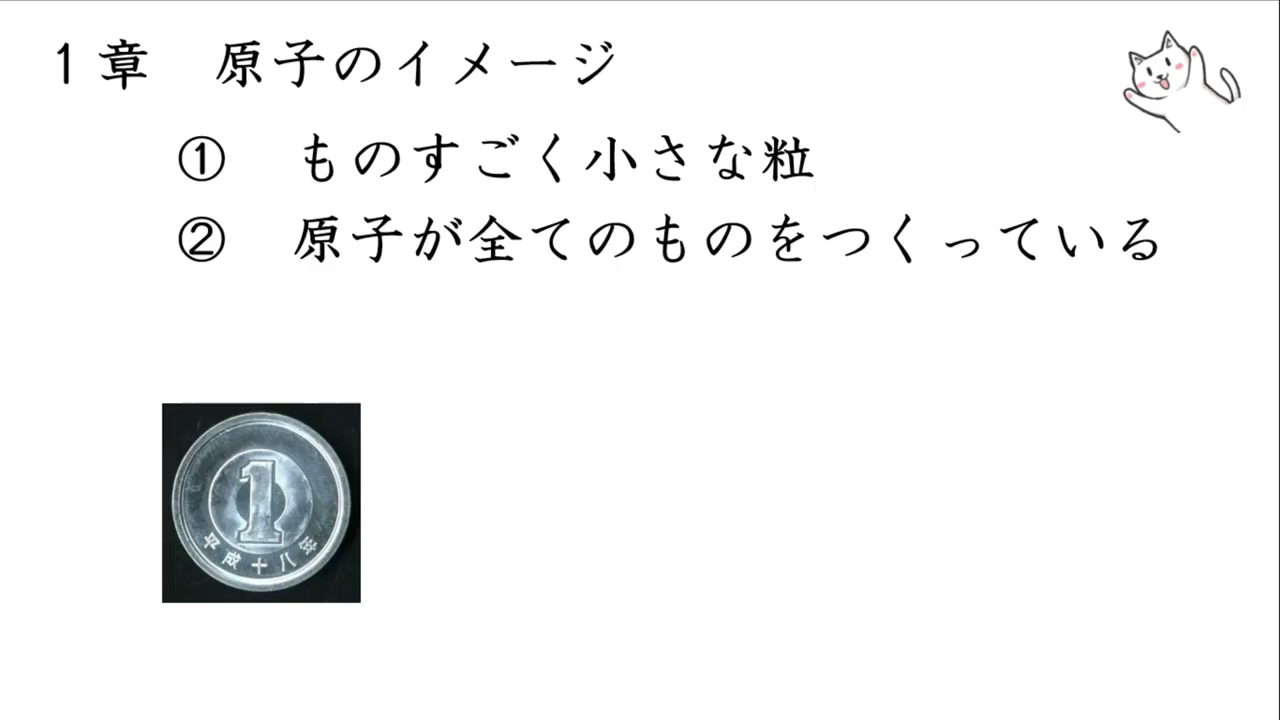 1章　原子のイメージ
①　ものすごく小さな粒
②　原子が全てのものをつくっている
1
平成十八年